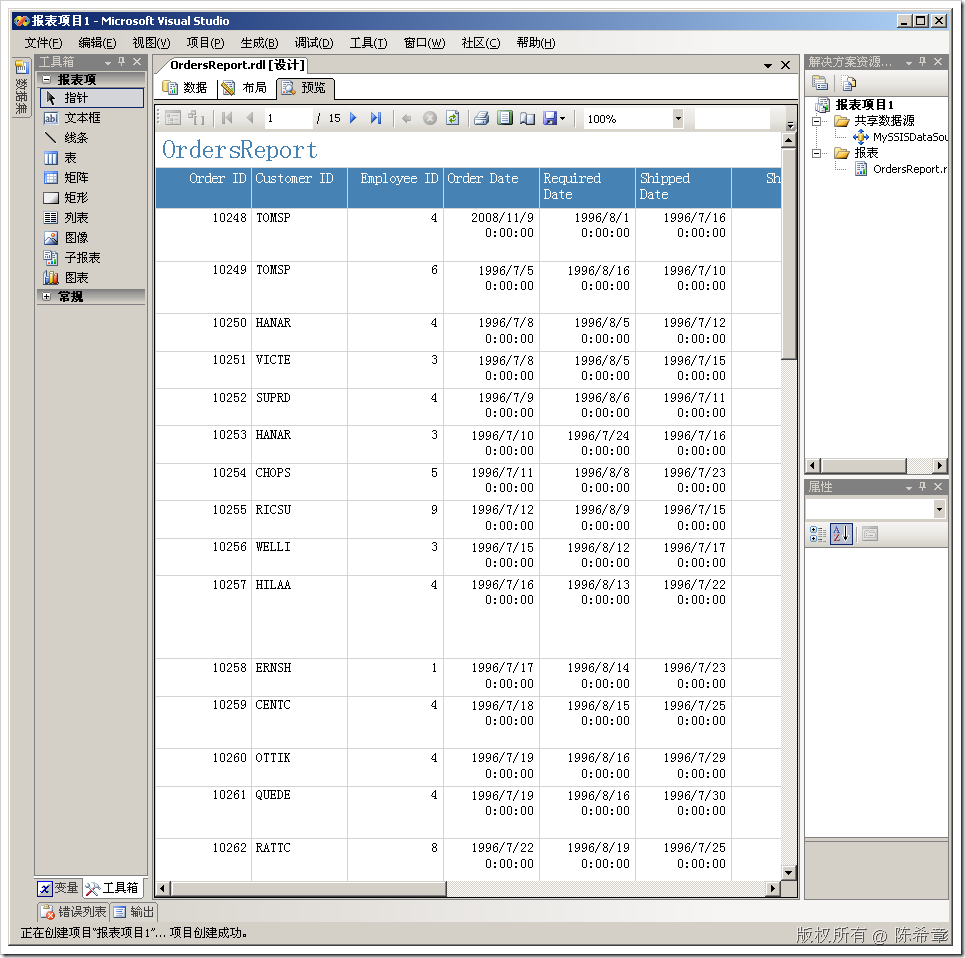 报表项目1 - Microsoft Visual Studio
文件(F) 编辑(E) 视图(V) 项目(P) 生成(B) 调试(D) 工具(T) 窗口(W) 社区(C) 帮助(H)
数据集
工具箱
报表项
指针
文本框
线条
表
矩阵
矩形
列表
图像
子报表
图表
常规
变量 工具箱
OrdersReport.rdl [设计]
数据 布局 预览
1 / 15 100%
OrdersReport
Order ID Customer ID Employee ID Order Date Required Date Shipped Date Sh
10248 TOMSP 4 2008/11/9 1996/8/1 1996/7/16
0:00:00 0:00:00 0:00:00
10249 TOMSP 6 1996/7/5 1996/8/16 1996/7/10
0:00:00 0:00:00 0:00:00
10250 HANAR 4 1996/7/8 1996/8/5 1996/7/12
0:00:00 0:00:00 0:00:00
10251 VICTE 3 1996/7/8 1996/8/5 1996/7/15
0:00:00 0:00:00 0:00:00
10252 SUPRD 4 1996/7/9 1996/8/6 1996/7/11
0:00:00 0:00:00 0:00:00
10253 HANAR 3 1996/7/10 1996/7/24 1996/7/16
0:00:00 0:00:00 0:00:00
10254 CHOPS 5 1996/7/11 1996/8/8 1996/7/23
0:00:00 0:00:00 0:00:00
10255 RICSU 9 1996/7/12 1996/8/9 1996/7/15
0:00:00 0:00:00 0:00:00
10256 WELLI 3 1996/7/15 1996/8/12 1996/7/17
0:00:00 0:00:00 0:00:00
10257 HILAA 4 1996/7/16 1996/8/13 1996/7/22
0:00:00 0:00:00 0:00:00
10258 ERNSH 1 1996/7/17 1996/8/14 1996/7/23
0:00:00 0:00:00 0:00:00
10259 CENTC 4 1996/7/18 1996/8/15 1996/7/25
0:00:00 0:00:00 0:00:00
10260 OTTIK 4 1996/7/19 1996/8/16 1996/7/29
0:00:00 0:00:00 0:00:00
10261 QUEDE 4 1996/7/19 1996/8/16 1996/7/30
0:00:00 0:00:00 0:00:00
10262 RATTC 8 1996/7/22 1996/8/19 1996/7/25
0:00:00 0:00:00 0:00:00
解决方案资源...
报表项目1
共享数据源
MySSISDataSou
报表
OrdersReport.r
属性
错误列表 输出
正在创建项目"报表项目1"... 项目创建成功。
版权所有 @ 陈希章